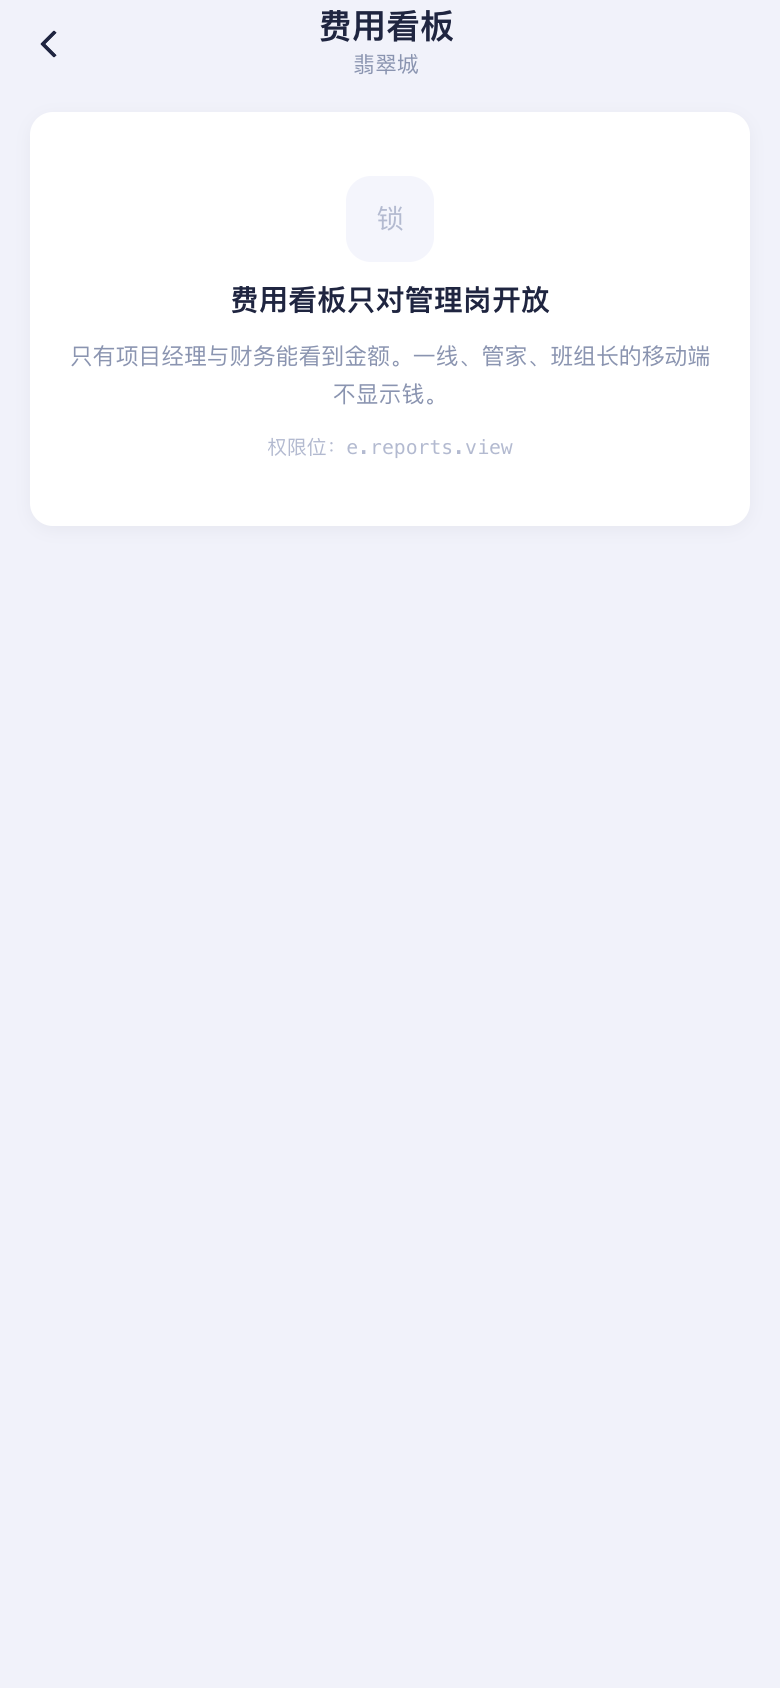 费用看板
翡翠城
锁
费用看板只对管理岗开放
只有项目经理与财务能看到金额。一线、管家、班组长的移动端
不显示钱。
权限位：e.reports.view